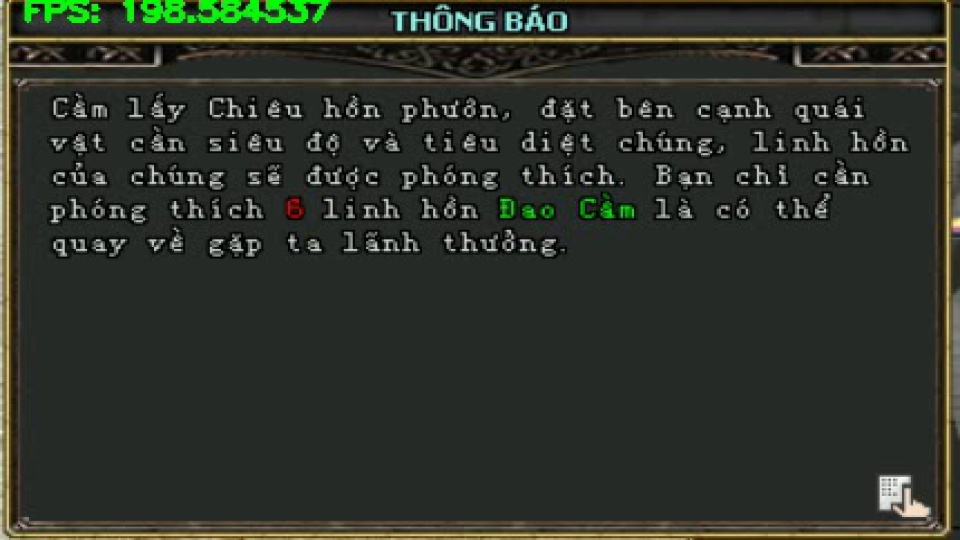 FPS: 198.584537
THÔNG BÁO
Cầm lấy Chiêu hồn phướn, đặt bên cạnh quái
vật cần siêu độ và tiêu diệt chúng, linh hồn
của chúng sẽ được phóng thích. Bạn chỉ cần
phóng thích 6 linh hồn Đao Cầm là có thể
quay về gặp ta lãnh thưởng.